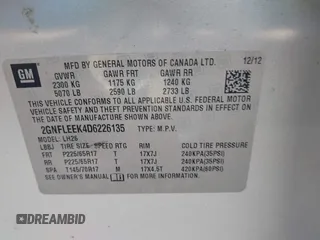 GM
MFD BY GENERAL MOTORS OF CANADA LTD. 12/12
GVWR GAWR FRT GAWR RR
2300 KG 1175 KG 1240 KG
5070 LB 2590 LB 2733 LB
THIS VEHICLE CONFORMS TO ALL APPLICABLE U.S. FEDERAL
MOTOR VEHICLE SAFETY, BUMPER, AND THEFT
PREVENTION STANDARDS IN EFFECT ON THE DATE OF
MANUFACTURE SHOWN ABOVE.
2GNFLEEK4D6226135 TYPE: M.P.V.
MODEL: LH26
LBBJ TIRE SIZE SPEED RTG RIM COLD TIRE PRESSURE
FRT P225/65R17 T 17X7J 240KPA(35PSI)
RR P225/65R17 T 17X7J 240KPA(35PSI)
SPA T145/70R17 M 17X4.5T 420KPA(60PSI)
SEE OWNER'S MANUAL FOR MORE INFORMATION.
DREAMBID